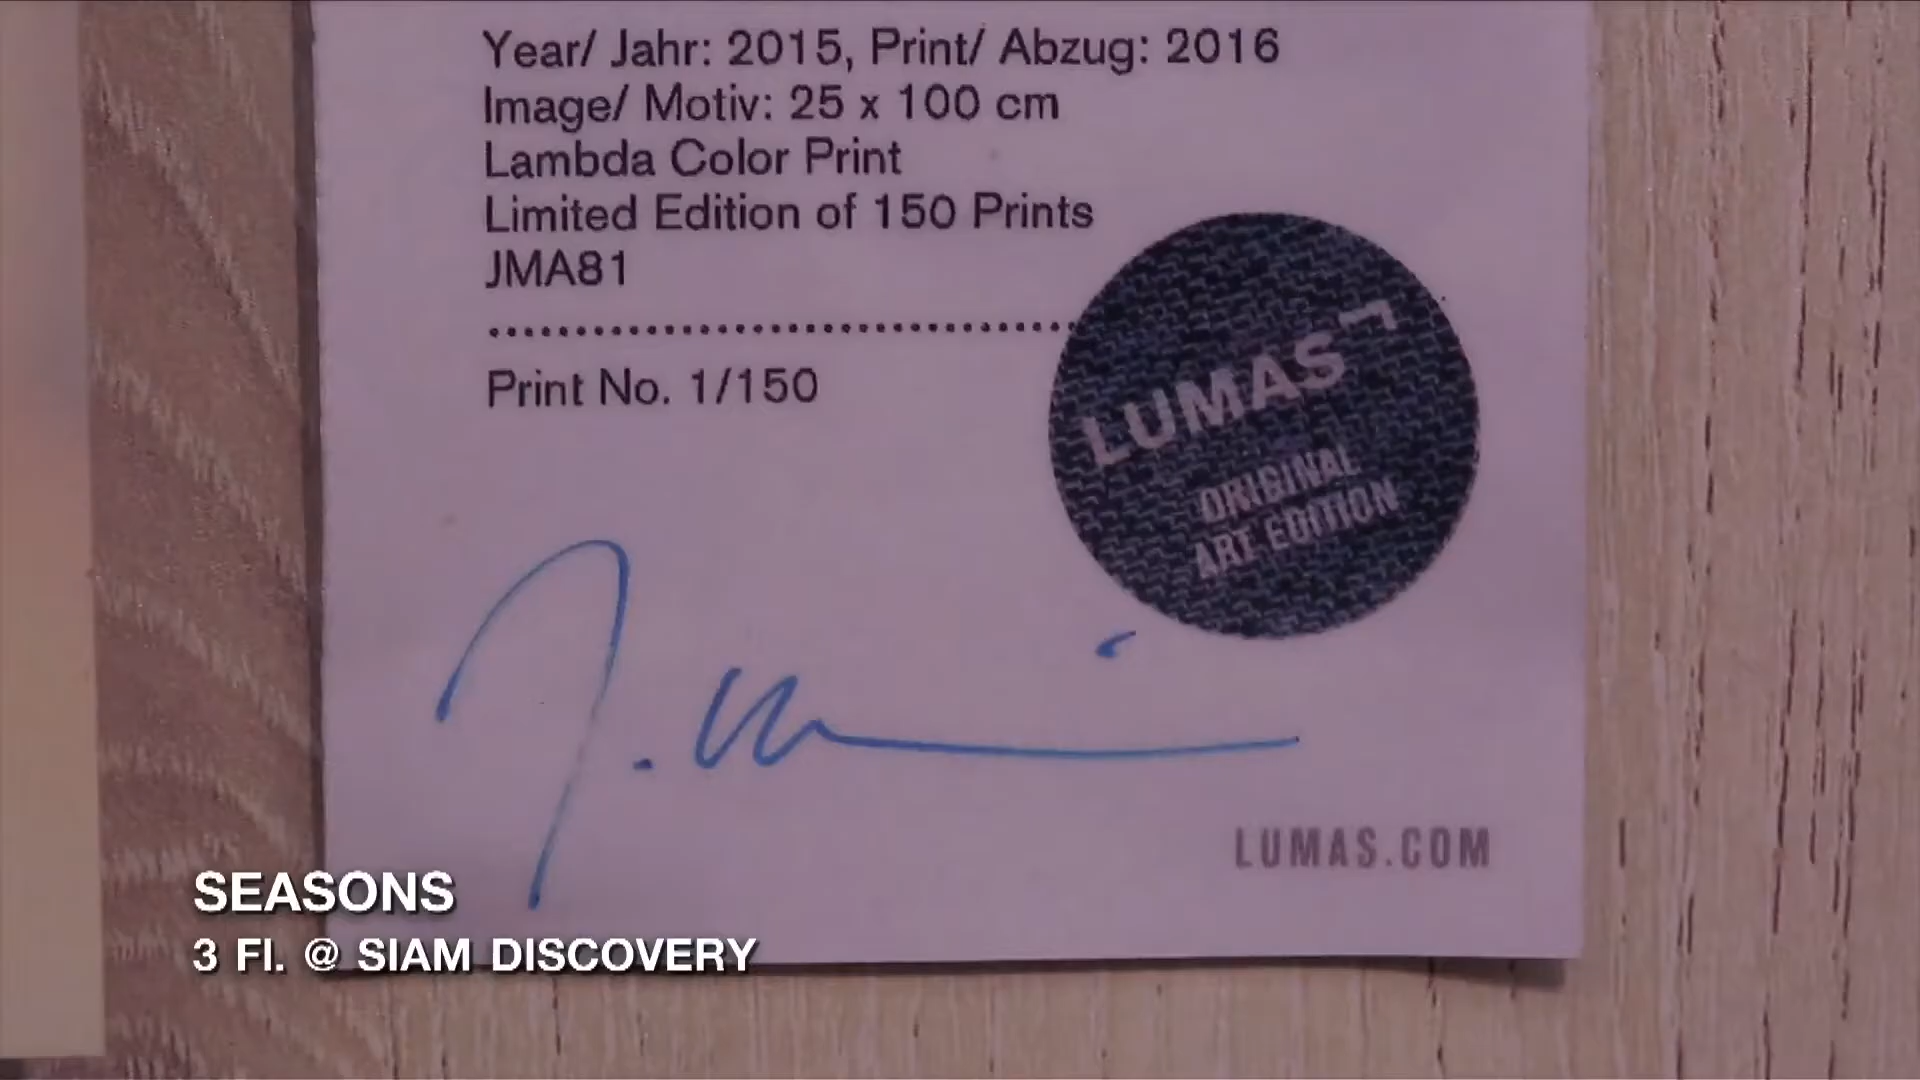 Year/ Jahr: 2015, Print/ Abzug: 2016
Image/ Motiv: 25 x 100 cm
Lambda Color Print
Limited Edition of 150 Prints
JMA81
Print No. 1/150
LUMAS
ORIGINAL
ART EDITION
LUMAS.COM
SEASONS
3 Fl. @ SIAM DISCOVERY